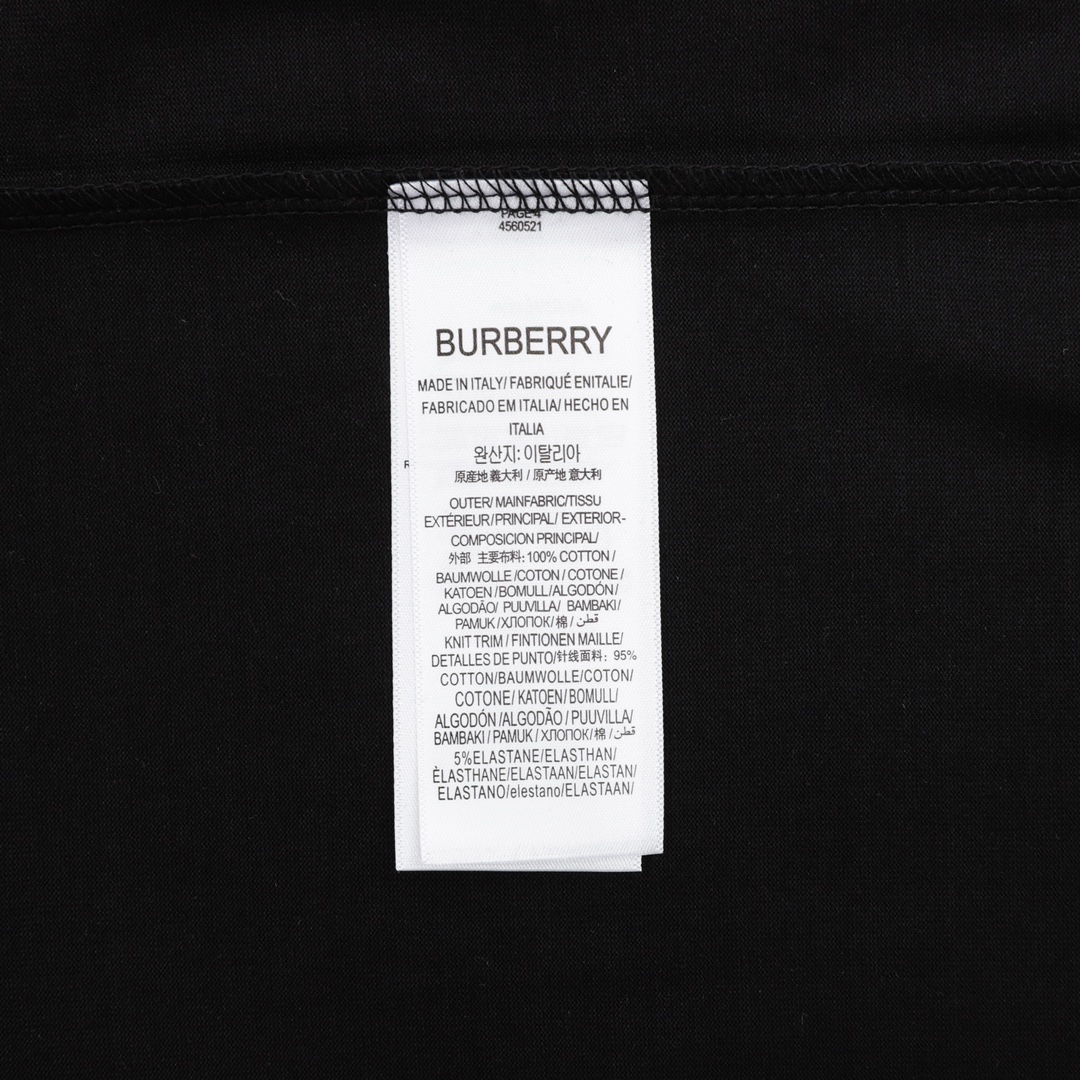 PAGE 4
4560521
BURBERRY
MADE IN ITALY/ FABRIQUÉ ENITALIE/
FABRICADO EM ITALIA/ HECHO EN
ITALIA
완산지: 이탈리아
原産地義大利 / 原产地 意大利
OUTER/ MAINFABRIC/TISSU
EXTÉRIEUR/PRINCIPAL/ EXTERIOR-
COMPOSICION PRINCIPAL/
外部 主要布料: 100% COTTON /
BAUMWOLLE /COTON / COTONE /
KATOEN /BOMULL/ALGODÓN /
ALGODÃO/ PUUVILLA/ BAMBAKI/
PAMUK /ХЛОПОК/棉 / قطن
KNIT TRIM / FINTIONEN MAILLE/
DETALLES DE PUNTO/针线面料: 95%
COTTON/BAUMWOLLE/COTON/
COTONE/ KATOEN/BOMULL/
ALGODÓN /ALGODÃO / PUUVILLA/
BAMBAKI / PAMUK / ХЛОПОК/棉 / قطن
5%ELASTANE/ELASTHAN/
ÈLASTHANE/ELASTAAN/ELASTAN/
ELASTANO/elestano/ELASTAAN/
R